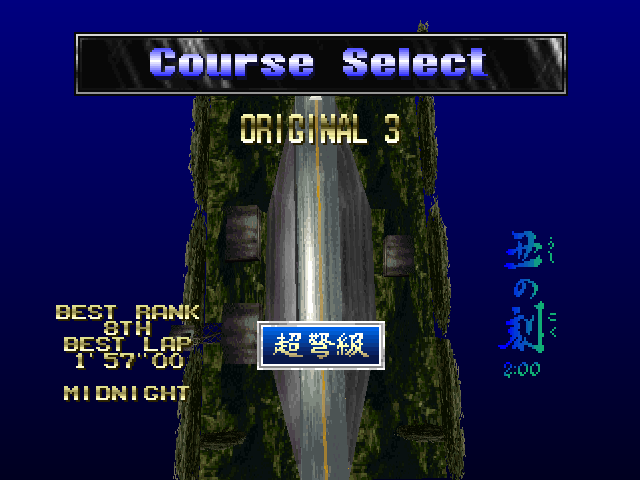 Course Select
ORIGINAL 3
BEST RANK
8TH
BEST LAP
1'57"00
MIDNIGHT
超弩級
丑の刻
うし こく
2:00